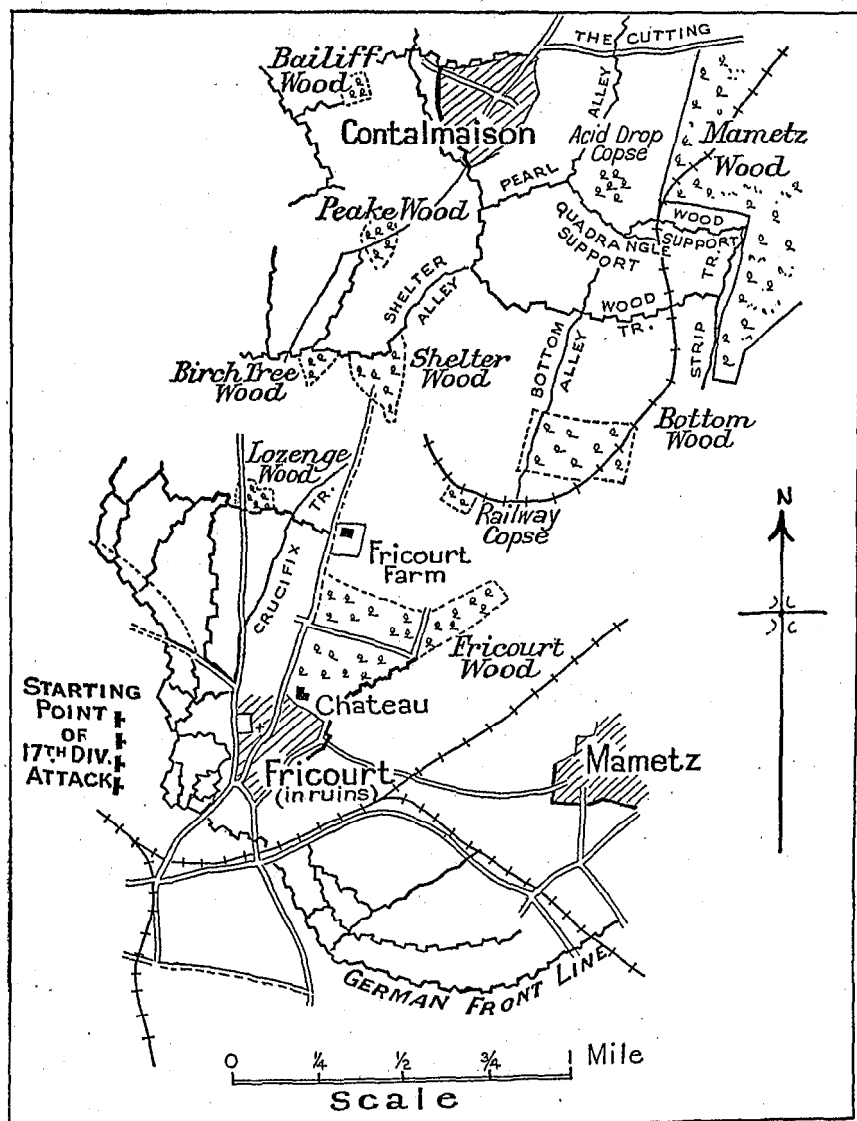 THE CUTTING
Bailiff
Wood
Contalmaison
ALLEY
Acid Drop
Copse
Mametz
Wood
PEARL
Peake Wood
QUADRANGLE
SUPPORT
WOOD
SUPPORT
TR.
SHELTER
ALLEY
WOOD
TR.
BOTTOM
ALLEY
STRIP
Birch Tree
Wood
Shelter
Wood
Bottom
Wood
Lozenge
Wood
TR.
CRUCIFIX
Railway
Copse
N
Fricourt
Farm
Fricourt
Wood
Chateau
STARTING
POINT
OF
17TH DIV.
ATTACK
Fricourt
(in ruins)
Mametz
GERMAN FRONT LINE
0 1/4 1/2 3/4 Mile
Scale